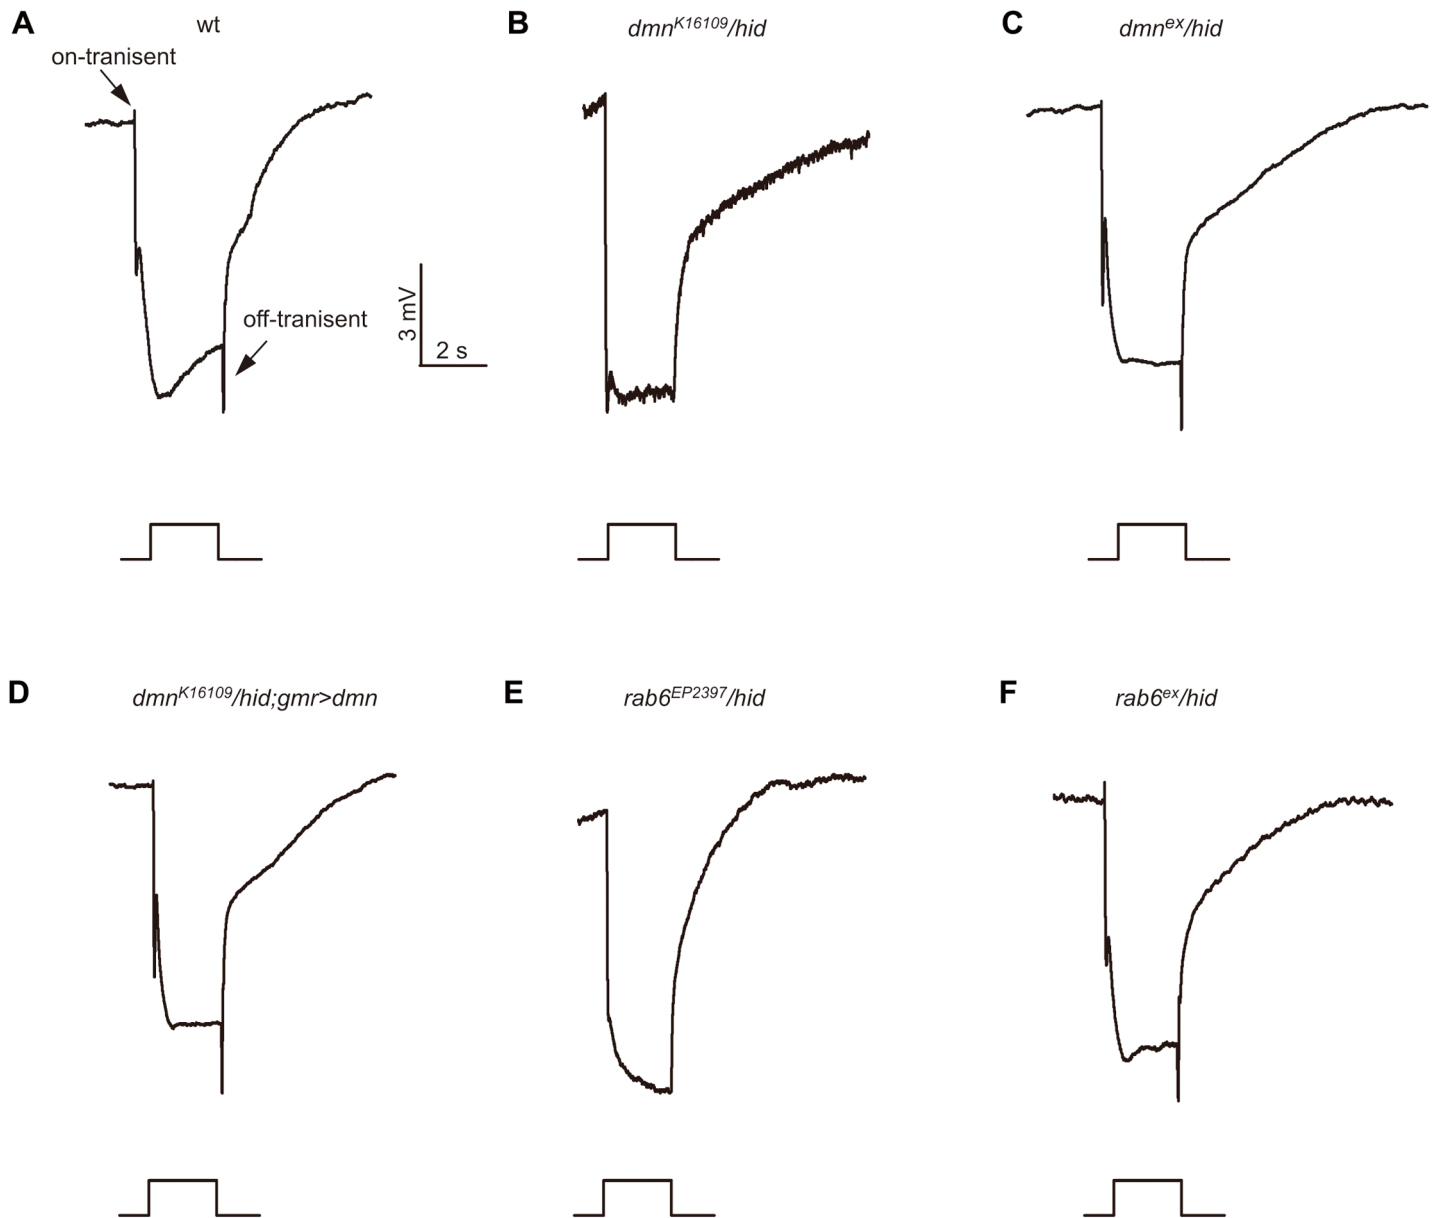 A
wt
B
dmnK16109/hid
C
dmnex/hid
on-tranisent
off-tranisent
3 mV
2 s
D
dmnK16109/hid;gmr>dmn
E
rab6EP2397/hid
F
rab6ex/hid